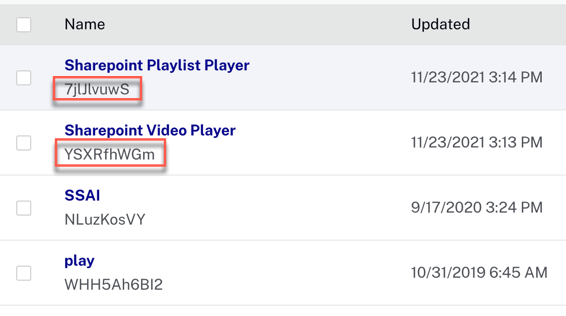 Name Updated
Sharepoint Playlist Player
7jlJlvuwS
11/23/2021 3:14 PM
Sharepoint Video Player
YSXRfhWGm
11/23/2021 3:13 PM
SSAI
NLuzKosVY
9/17/2020 3:24 PM
play
WHH5Ah6BI2
10/31/2019 6:45 AM